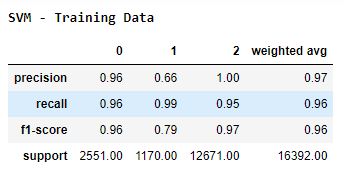 SVM - Training Data
0 1 2 weighted avg
precision 0.96 0.66 1.00 0.97
recall 0.96 0.99 0.95 0.96
f1-score 0.96 0.79 0.97 0.96
support 2551.00 1170.00 12671.00 16392.00